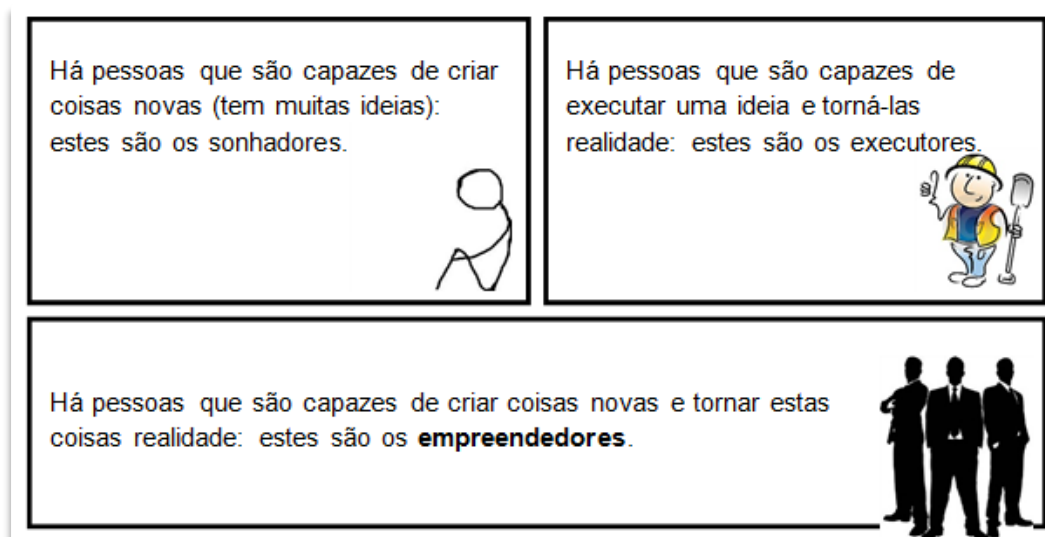 Há pessoas que são capazes de criar
coisas novas (tem muitas ideias):
estes são os sonhadores.
Há pessoas que são capazes de
executar uma ideia e torná-las
realidade: estes são os executores.
Há pessoas que são capazes de criar coisas novas e tornar estas
coisas realidade: estes são os empreendedores.